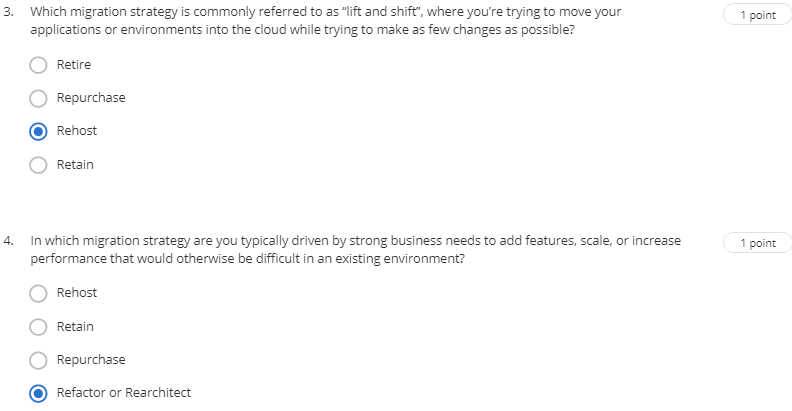 3. Which migration strategy is commonly referred to as “lift and shift”, where you’re trying to move your
1 point
applications or environments into the cloud while trying to make as few changes as possible?
Retire
Repurchase
Rehost
Retain
4. In which migration strategy are you typically driven by strong business needs to add features, scale, or increase
1 point
performance that would otherwise be difficult in an existing environment?
Rehost
Retain
Repurchase
Refactor or Rearchitect